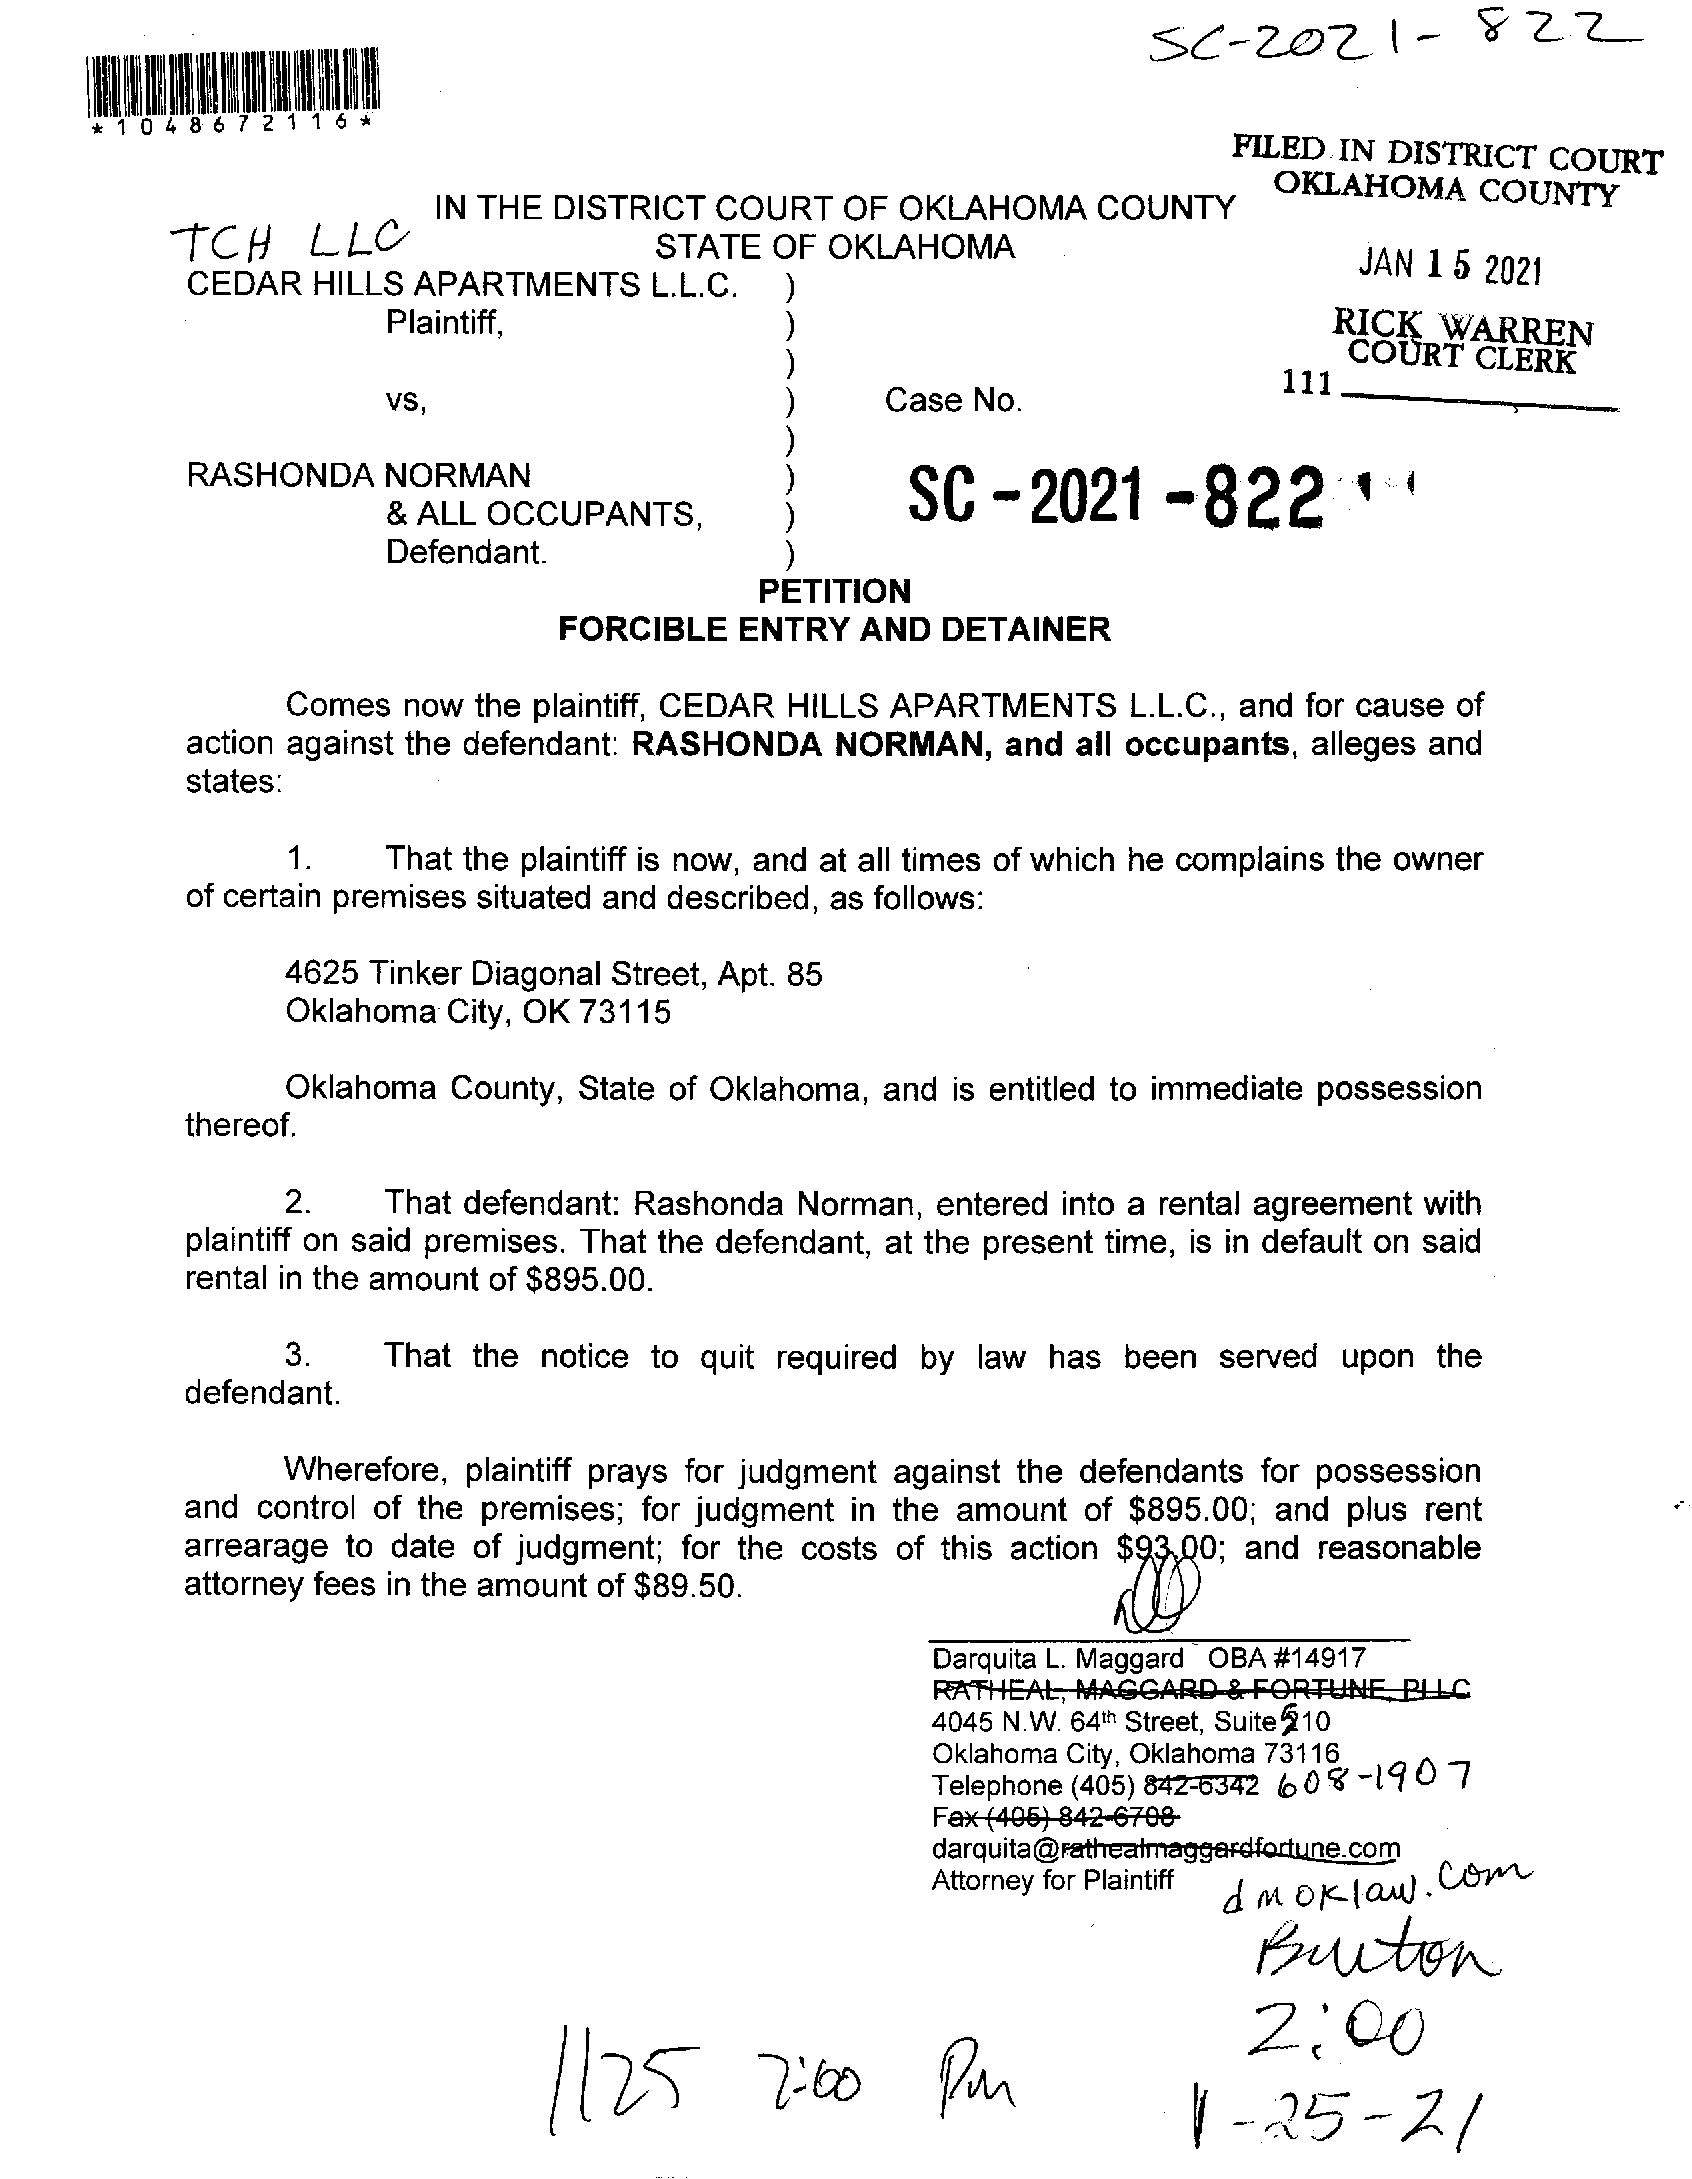 SC-2021-822
*1048672116*
FILED IN DISTRICT COURT
OKLAHOMA COUNTY
IN THE DISTRICT COURT OF OKLAHOMA COUNTY
TCH LLC
STATE OF OKLAHOMA
JAN 15 2021
CEDAR HILLS APARTMENTS L.L.C. )
Plaintiff, )
RICK WARREN
COURT CLERK
)
111
vs, ) Case No.
)
RASHONDA NORMAN )
SC-2021-822
& ALL OCCUPANTS, )
Defendant. )
PETITION
FORCIBLE ENTRY AND DETAINER
Comes now the plaintiff, CEDAR HILLS APARTMENTS L.L.C., and for cause of
action against the defendant: RASHONDA NORMAN, and all occupants, alleges and
states:
1. That the plaintiff is now, and at all times of which he complains the owner
of certain premises situated and described, as follows:
4625 Tinker Diagonal Street, Apt. 85
Oklahoma City, OK 73115
Oklahoma County, State of Oklahoma, and is entitled to immediate possession
thereof.
2. That defendant: Rashonda Norman, entered into a rental agreement with
plaintiff on said premises. That the defendant, at the present time, is in default on said
rental in the amount of $895.00.
3. That the notice to quit required by law has been served upon the
defendant.
Wherefore, plaintiff prays for judgment against the defendants for possession
and control of the premises; for judgment in the amount of $895.00; and plus rent
arrearage to date of judgment; for the costs of this action $93.00; and reasonable
attorney fees in the amount of $89.50.
Darquita L. Maggard OBA #14917
RATHEAL, MAGGARD & FORTUNE, PLLC
4045 N.W. 64th Street, Suite 510
Oklahoma City, Oklahoma 73116
Telephone (405) 842-6342 608-1907
Fax (405) 842-6708
darquita@rathealmaggardfortune.com
Attorney for Plaintiff
dmoklaw.com
Burton
2:00
1/25 2:00 Pm
1-25-21